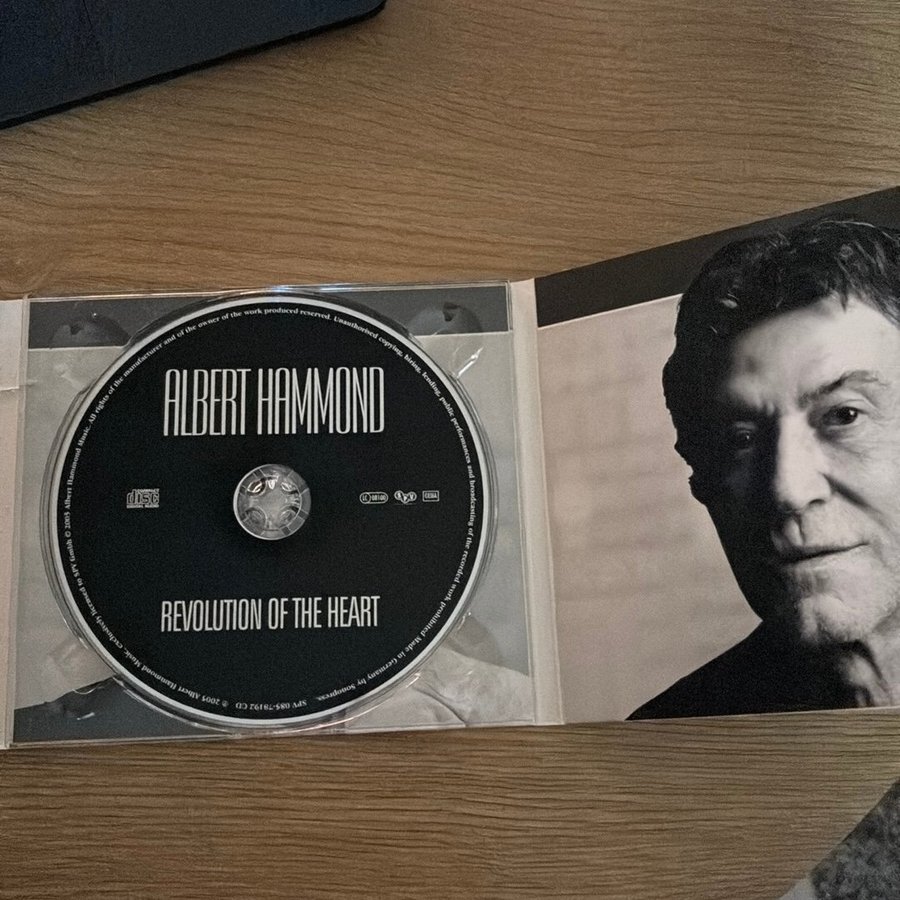 ALBERT HAMMOND
COMPACT
disc
DIGITAL AUDIO
LC 00100
SPV
GEMA
REVOLUTION OF THE HEART
All rights of the manufacturer and of the owner of the work produced reserved. Unauthorised copying, hiring, lending, public performances and broadcasting of the recorded work prohibited Made in Germany by Sonopress.
SPV 085-78192 CD
℗ 2005 Albert Hammond Music, exclusively licensed to SPV GmbH © 2005 Albert Hammond Music.